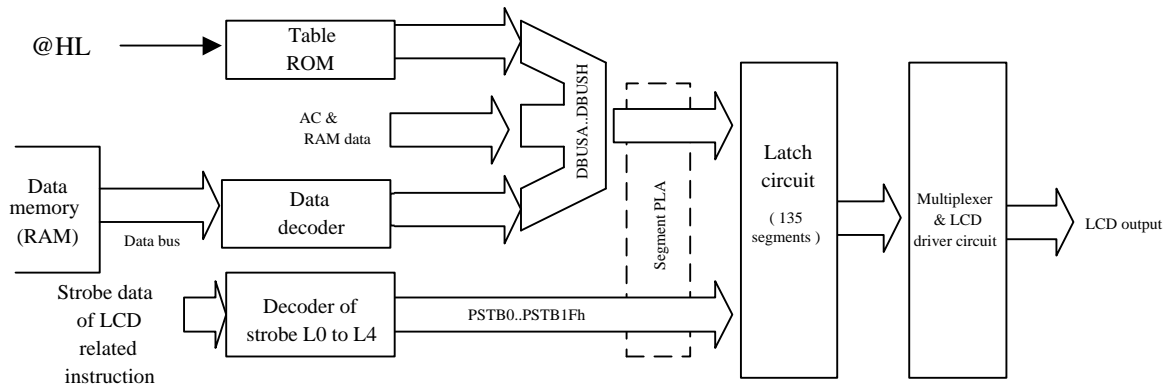 @HL
Table
ROM
AC &
RAM data
DBUSA..DBUSH
Data
memory
(RAM)
Data bus
Data
decoder
Segment PLA
Latch
circuit
( 135
segments )
Multiplexer
& LCD
driver circuit
LCD output
Strobe data
of LCD
related
instruction
Decoder of
strobe L0 to L4
PSTB0..PSTB1Fh